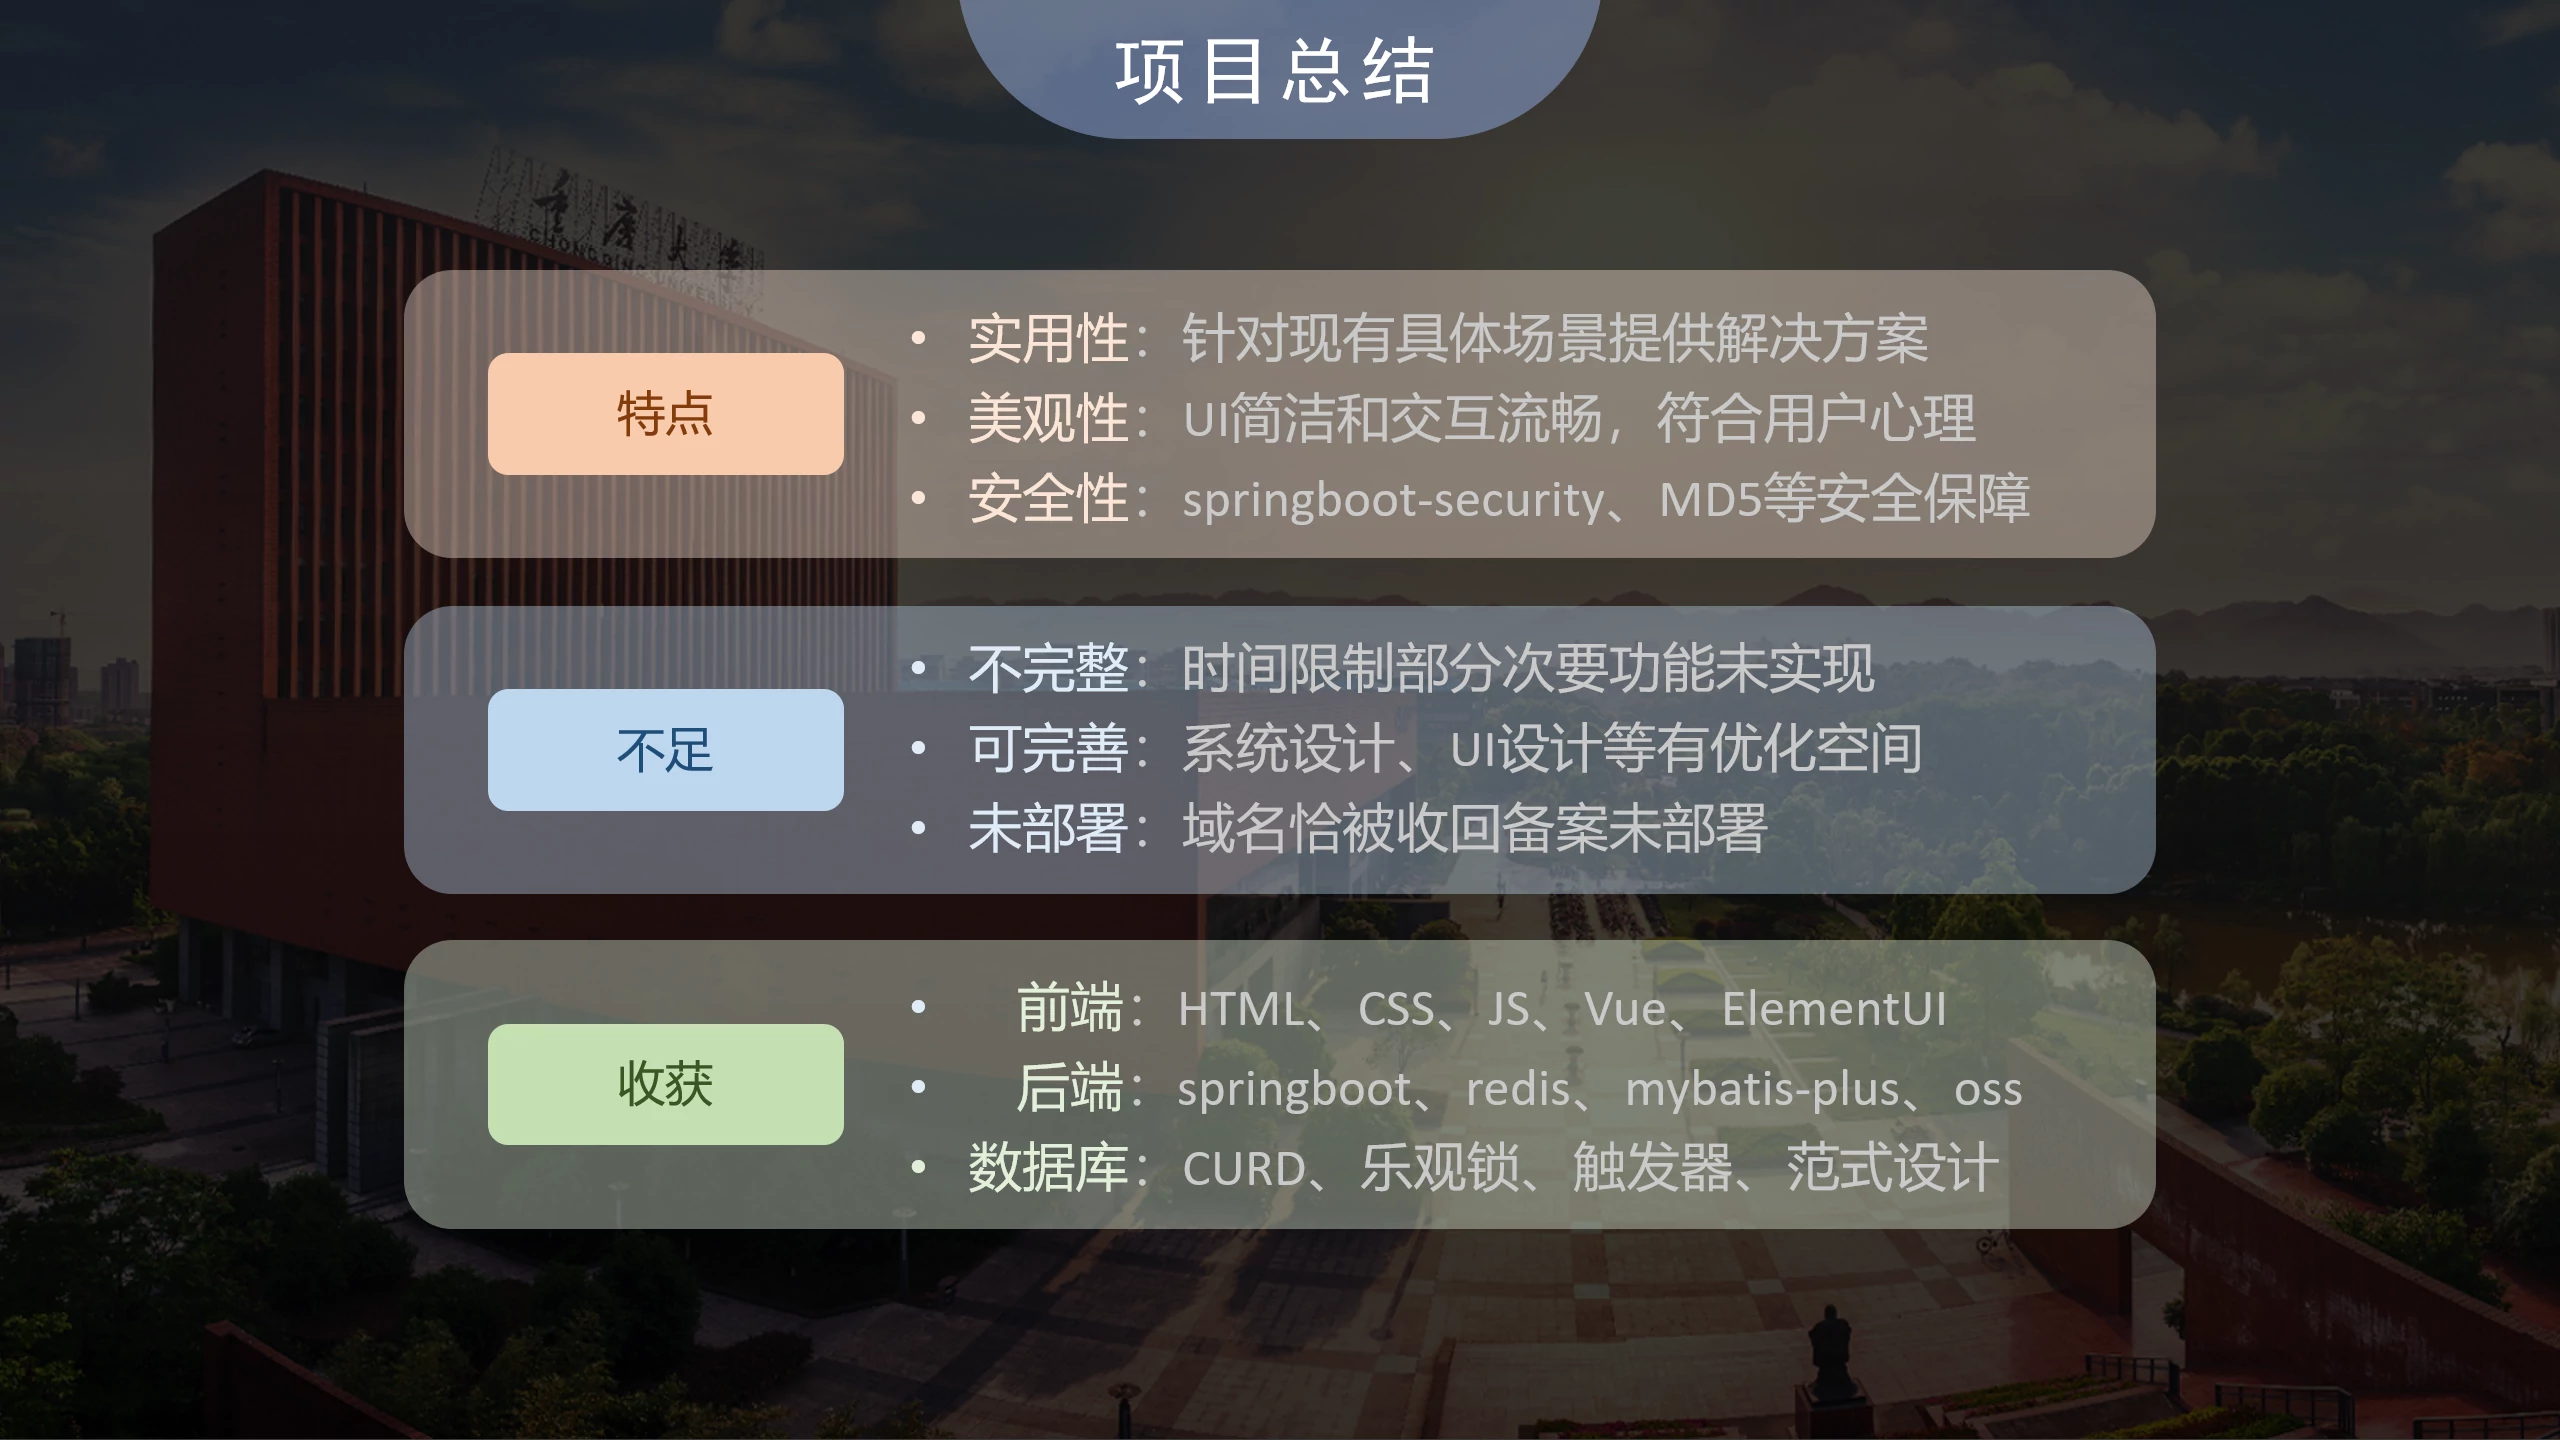 项目总结
重庆大学
CHONGQING UNIVERSITY
特点
• 实用性：针对现有具体场景提供解决方案
• 美观性：UI简洁和交互流畅，符合用户心理
• 安全性：springboot-security、MD5等安全保障
不足
• 不完整：时间限制部分次要功能未实现
• 可完善：系统设计、UI设计等有优化空间
• 未部署：域名恰被收回备案未部署
收获
• 前端：HTML、CSS、JS、Vue、ElementUI
• 后端：springboot、redis、mybatis-plus、oss
• 数据库：CURD、乐观锁、触发器、范式设计